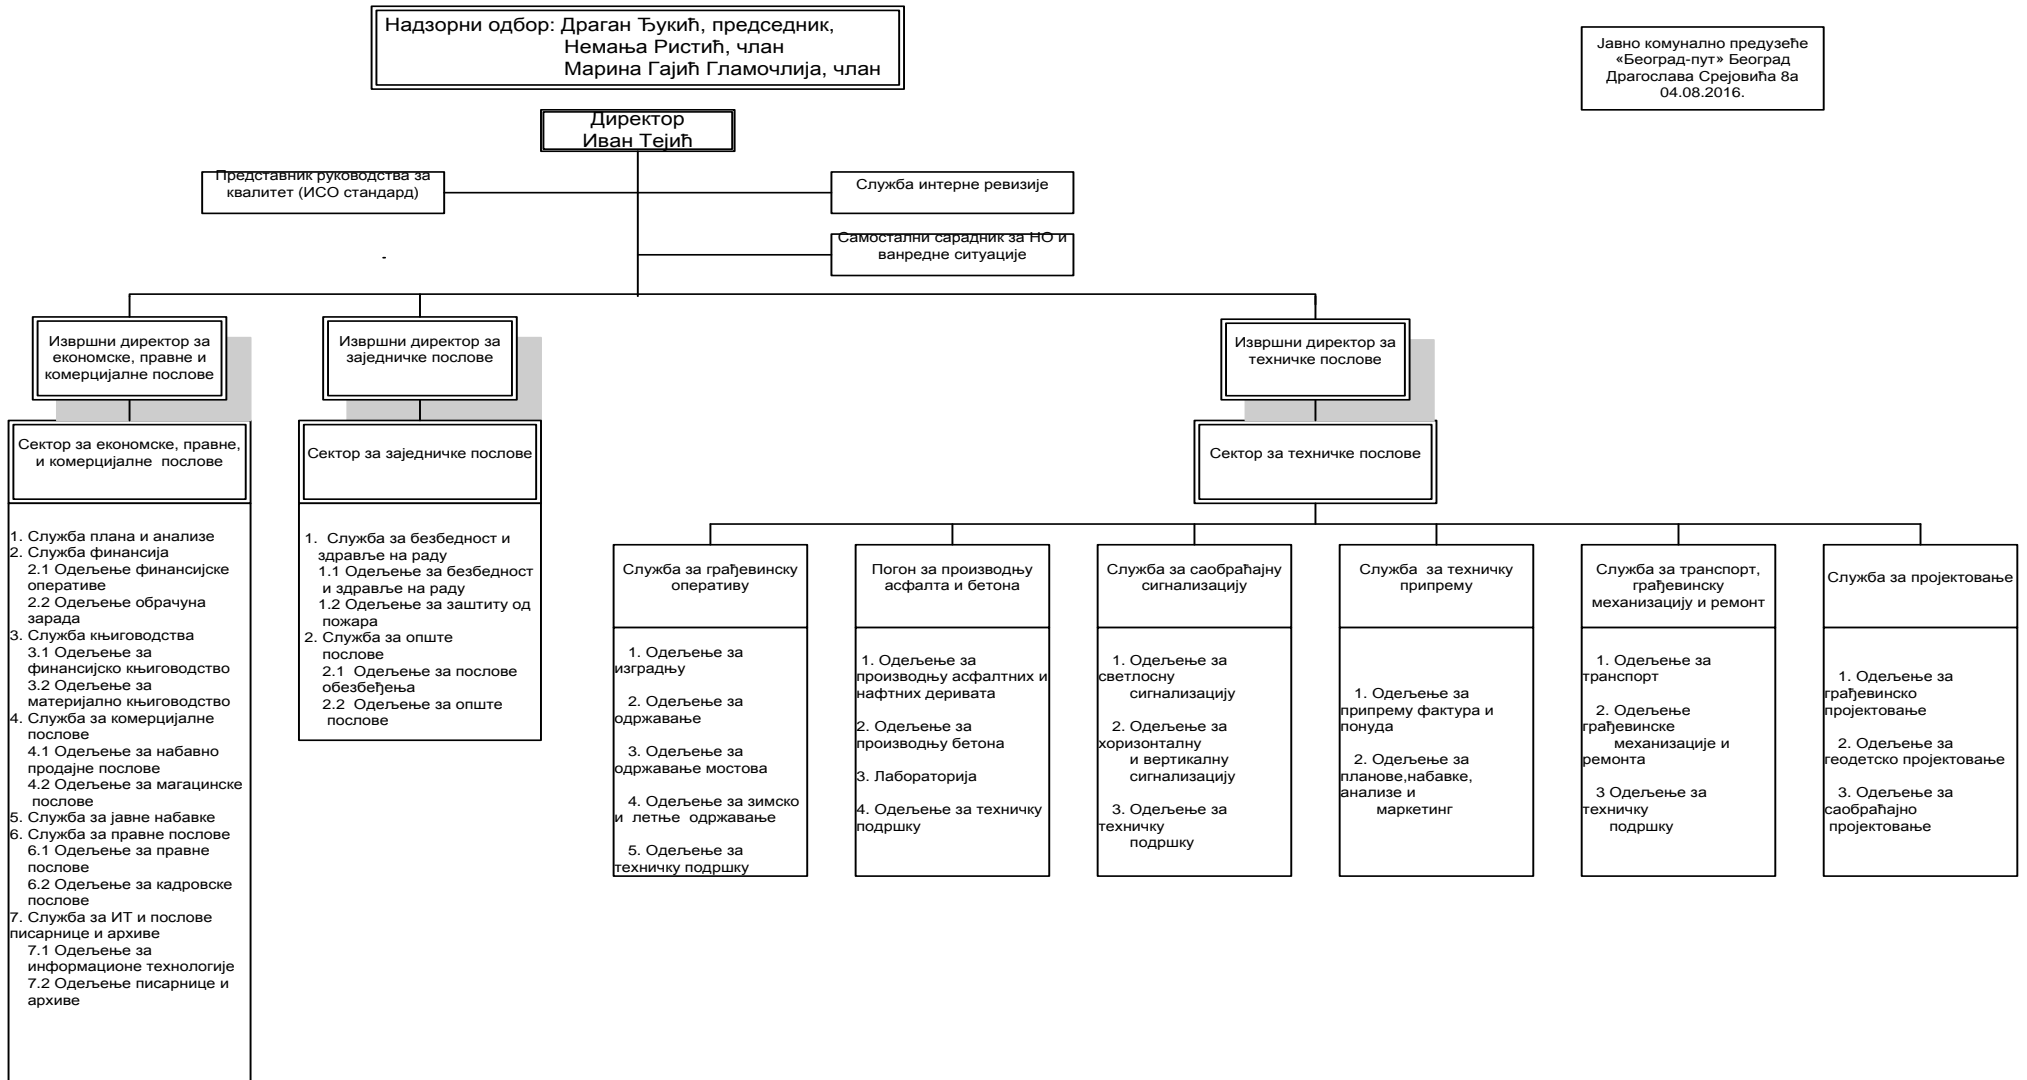 Надзорни одбор: Драган Ђукић, председник,
Немања Ристић, члан
Марина Гајић Гламочлија, члан
Јавно комунално предузеће
«Београд-пут» Београд
Драгослава Срејовића 8а
04.08.2016.
Директор
Иван Тејић
Представник руководства за
квалитет (ИСО стандард)
Служба интерне ревизије
Самостални сарадник за НО и
ванредне ситуације
-
Извршни директор за
економске, правне и
комерцијалне послове
Извршни директор за
заједничке послове
Извршни директор за
техничке послове
Сектор за економске, правне,
и комерцијалне  послове
Сектор за заједничке послове
Сектор за техничке послове
1. Служба плана и анализе
2. Служба финансија
2.1 Одељење финансијске
оперативе
2.2 Одељење обрачуна
зарада
3. Служба књиговодства
3.1 Одељење за
финансијско књиговодство
3.2 Одељење за
материјално књиговодство
4. Служба за комерцијалне
послове
4.1 Одељење за набавно
продајне послове
4.2 Одељење за магацинске
послове
5. Служба за јавне набавке
6. Служба за правне послове
6.1 Одељење за правне
послове
6.2 Одељење за кадровске
послове
7. Служба за ИТ и послове
писарнице и архиве
7.1 Одељење за
информационе технологије
7.2 Одељење писарнице и
архиве
1.  Служба за безбедност и
здравље на раду
1.1 Одељење за безбедност
и здравље на раду
1.2 Одељење за заштиту од
пожара
2. Служба за опште
послове
2.1  Одељење за послове
обезбеђења
2.2  Одељење за опште
послове
Служба за грађевинску
оперативу
1. Одељење за
изградњу
2. Одељење за
одржавање
3. Одељење за
одржавање мостова
4. Одељење за зимско
и  летње  одржавање
5. Одељење за
техничку подршку
Погон за производњу
асфалта и бетона
1. Одељење за
производњу асфалтних и
нафтних деривата
2. Одељење за
производњу бетона
3. Лабораторија
4. Одељење за техничку
подршку
Служба за саобраћајну
сигнализацију
1. Одељење за
светлосну
сигнализацију
2. Одељење за
хоризонталну
и вертикалну
сигнализацију
3. Одељење за
техничку
подршку
Служба  за техничку
припрему
1. Одељење за
припрему фактура и
понуда
2. Одељење за
планове,набавке,
анализе и
маркетинг
Служба за транспорт,
грађевинску
механизацију и ремонт
1. Одељење за
транспорт
2. Одељење
грађевинске
механизације и
ремонта
3 Одељење за
техничку
подршку
Служба за пројектовање
1. Одељење за
грађевинско
пројектовање
2. Одељење за
геодетско пројектовање
3. Одељење за
саобраћајно
пројектовање